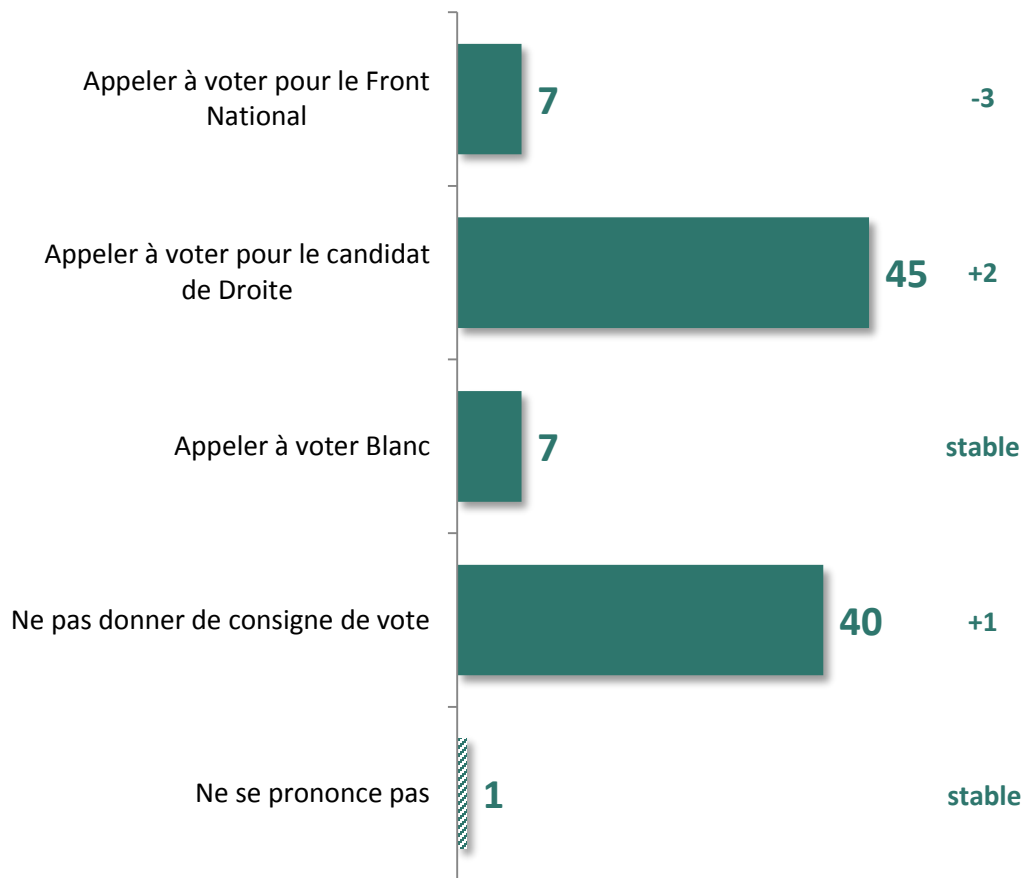 Appeler à voter pour le Front
National
7
-3
Appeler à voter pour le candidat
de Droite
45
+2
Appeler à voter Blanc
7
stable
Ne pas donner de consigne de vote
40
+1
Ne se prononce pas
1
stable